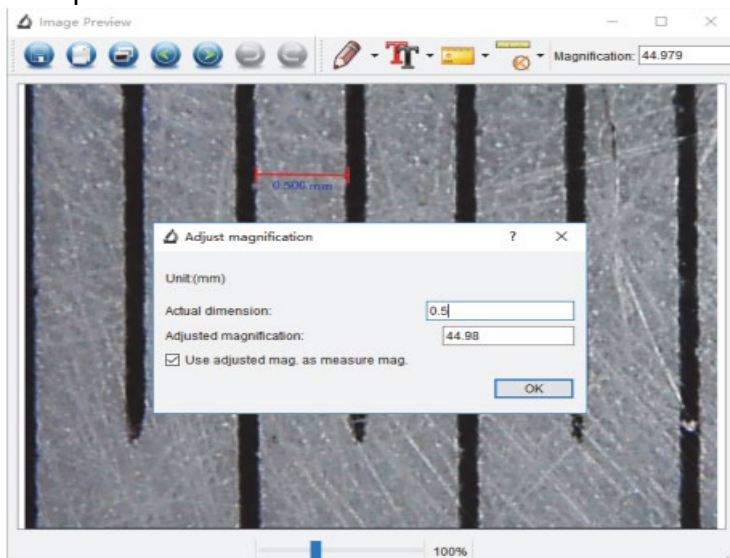 Image Preview
Magnification: 44.979
0.500 mm
Adjust magnification
?
Unit:(mm)
Actual dimension: 0.5
Adjusted magnification: 44.98
Use adjusted mag. as measure mag.
OK
100%